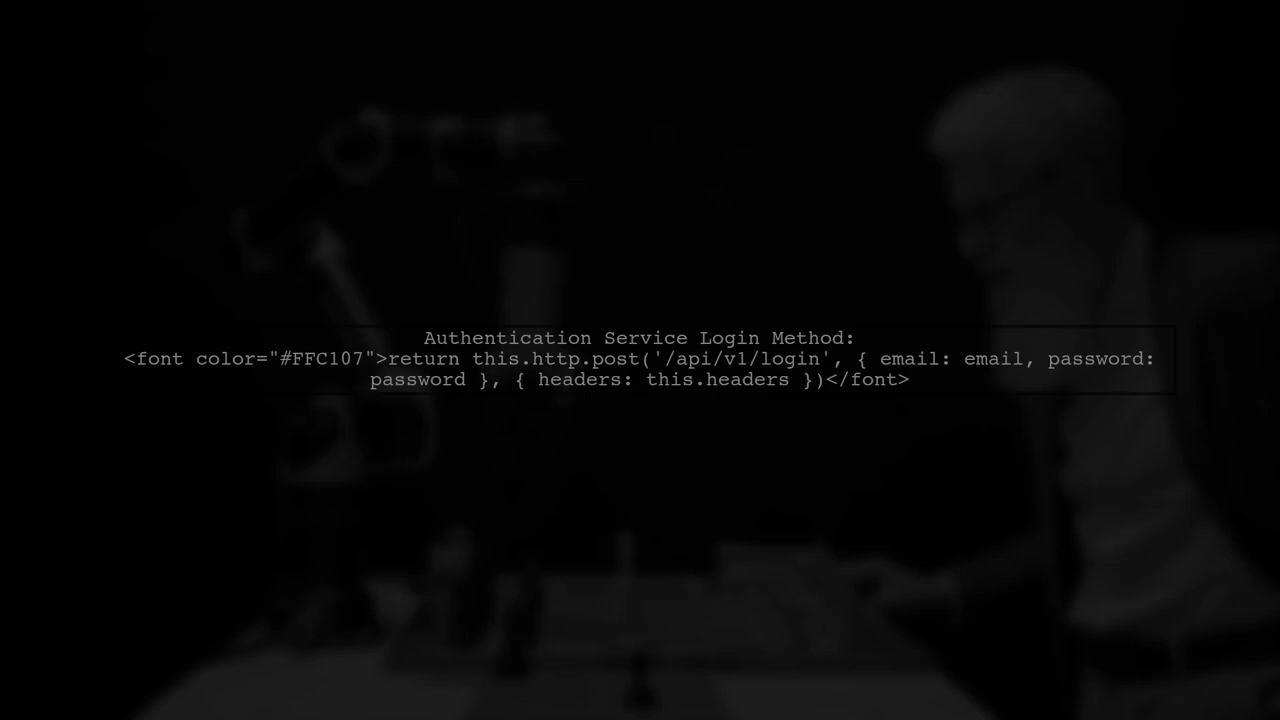 Authentication Service Login Method:
<font color="#FFC107">return this.http.post('/api/v1/login', { email: email, password:
password }, { headers: this.headers })</font>